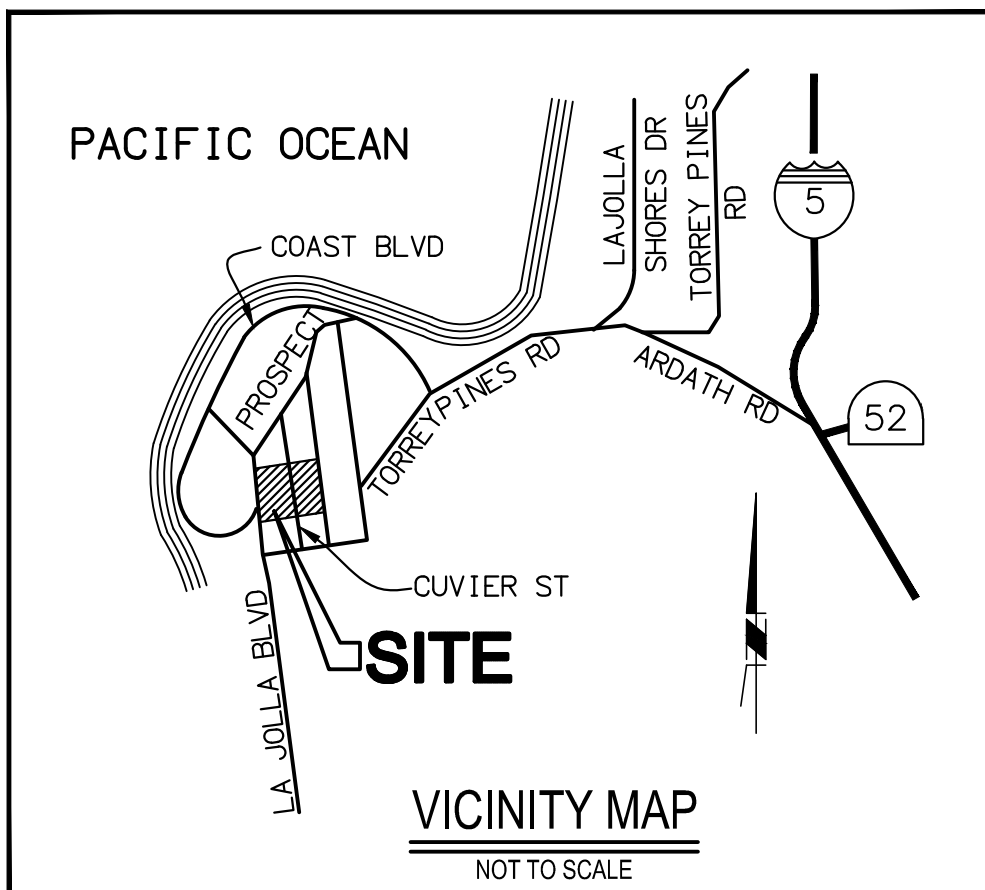 PACIFIC OCEAN
COAST BLVD
LAJOLLA
SHORES DR
TORREY PINES
RD
5
PROSPECT
TORREYPINES RD
ARDATH RD
52
CUVIER ST
SITE
LA JOLLA BLVD
VICINITY MAP
NOT TO SCALE